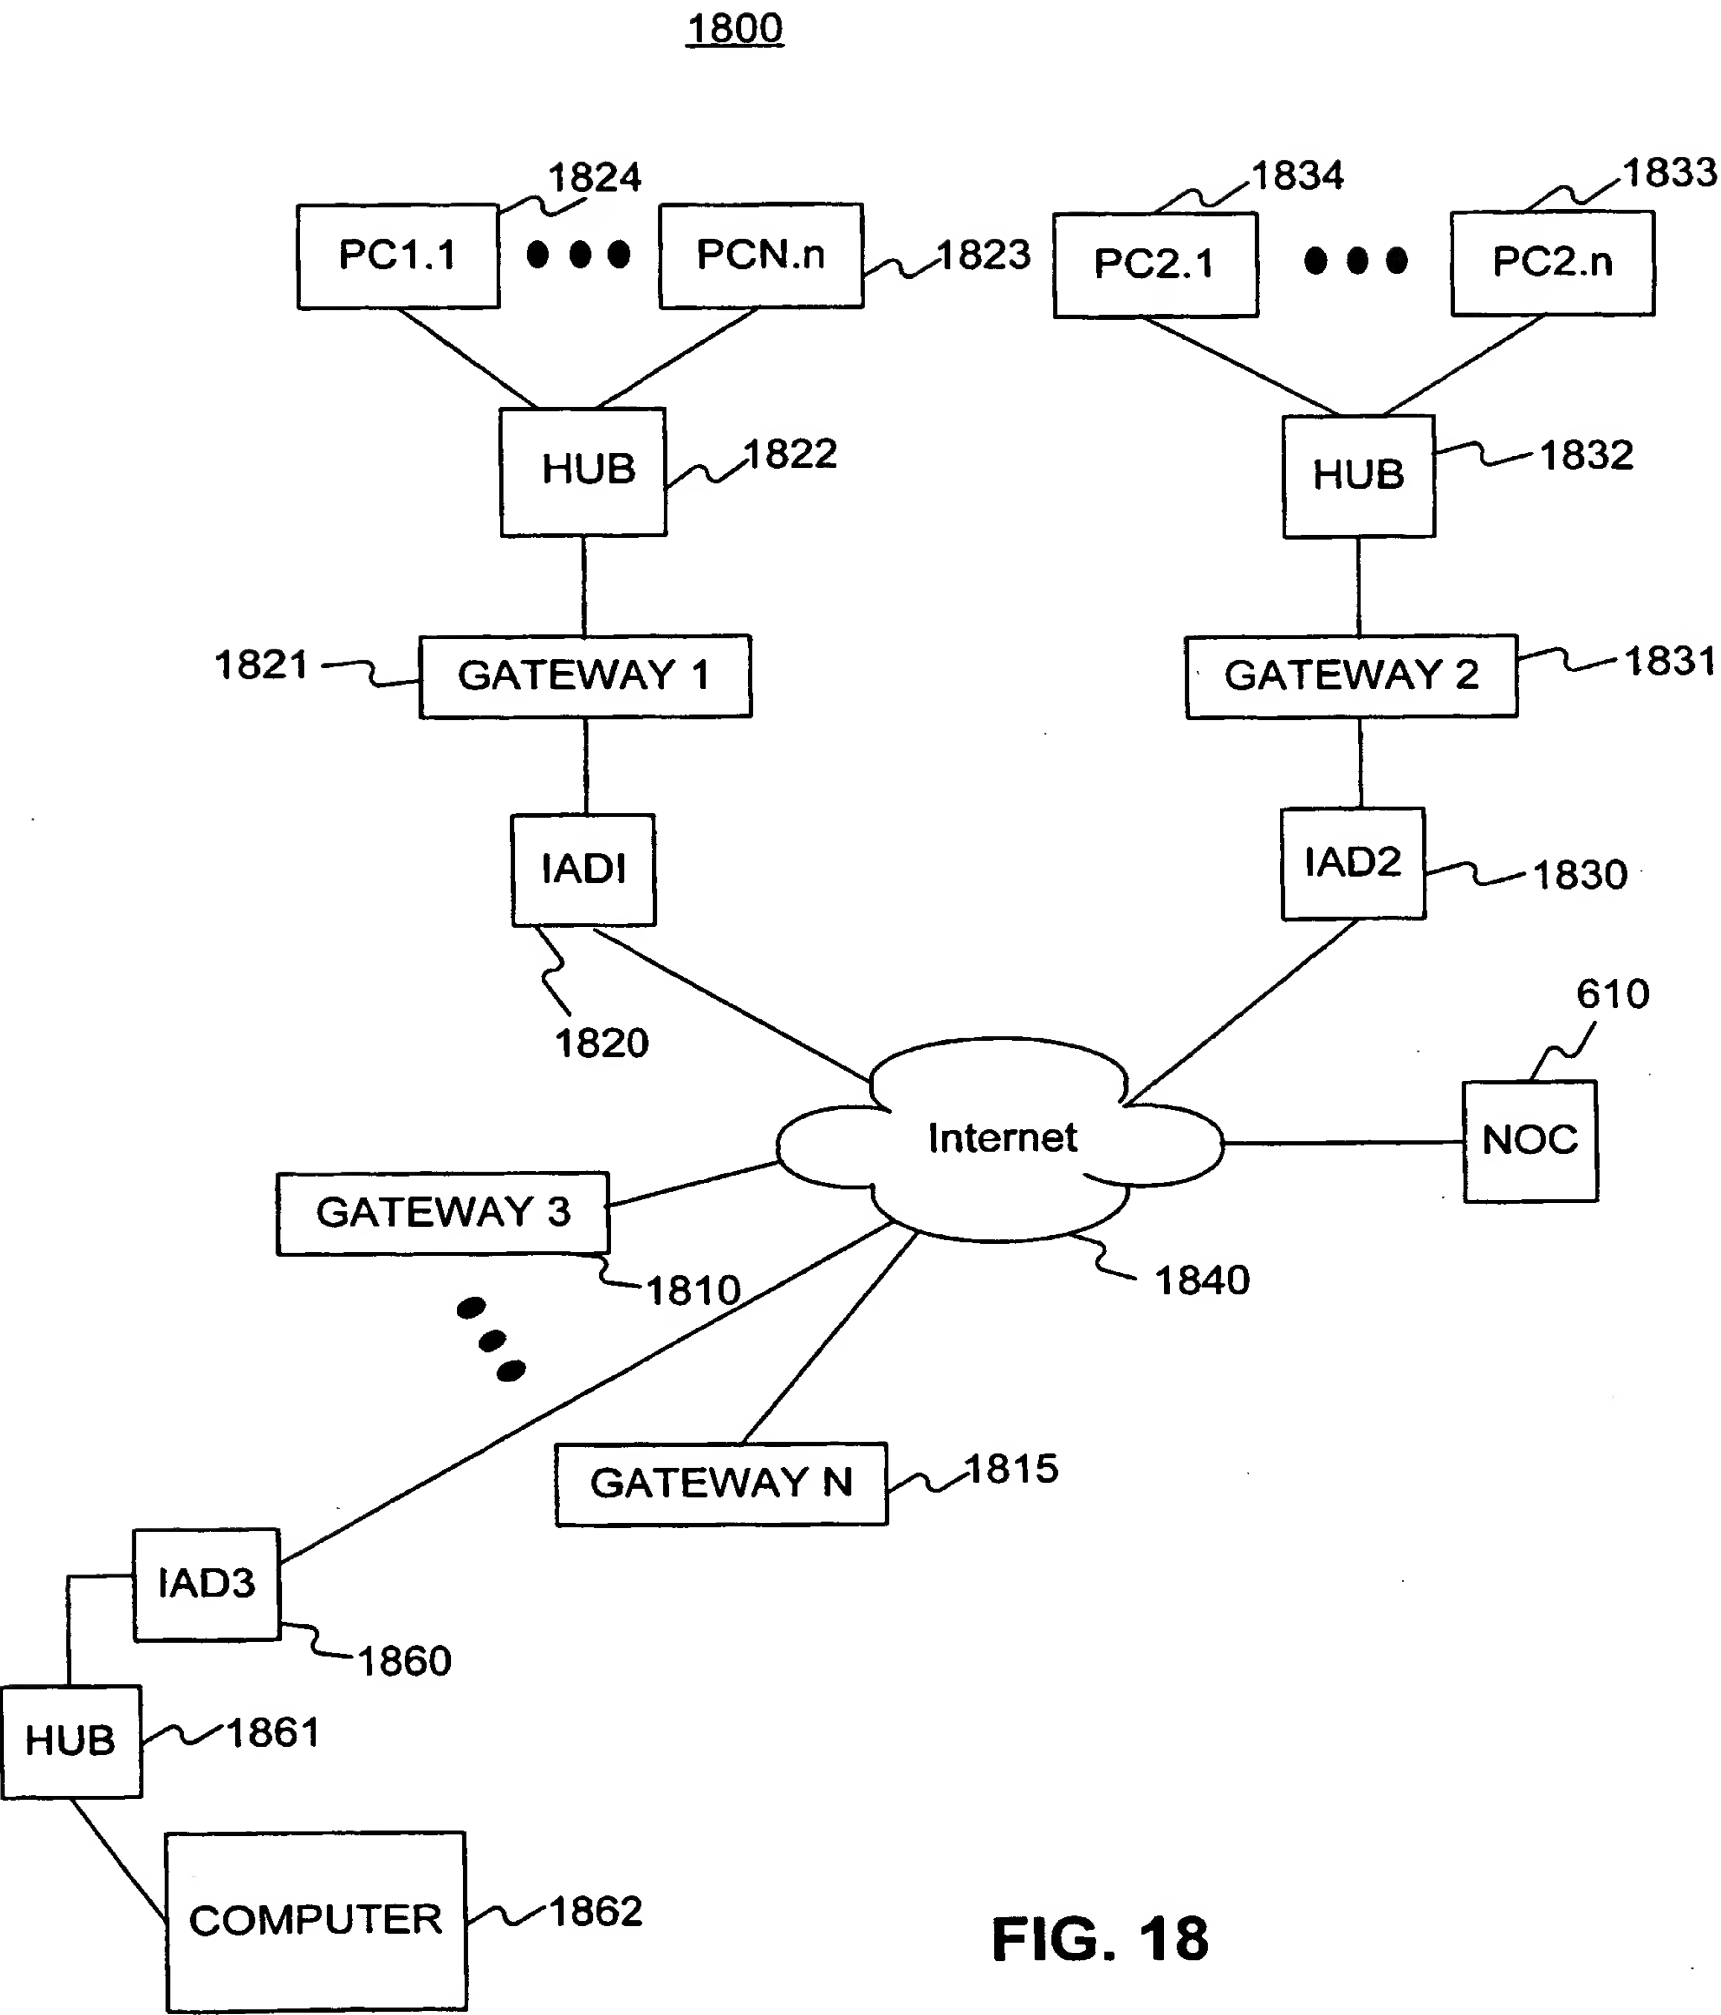 1800
1824
1834
1833
PC1.1
PCN.n
1823
PC2.1
PC2.n
HUB
1822
HUB
1832
1821
GATEWAY 1
GATEWAY 2
1831
IADI
IAD2
1830
1820
610
Internet
NOC
GATEWAY 3
1810
1840
GATEWAY N
1815
IAD3
1860
HUB
1861
COMPUTER
1862
FIG. 18